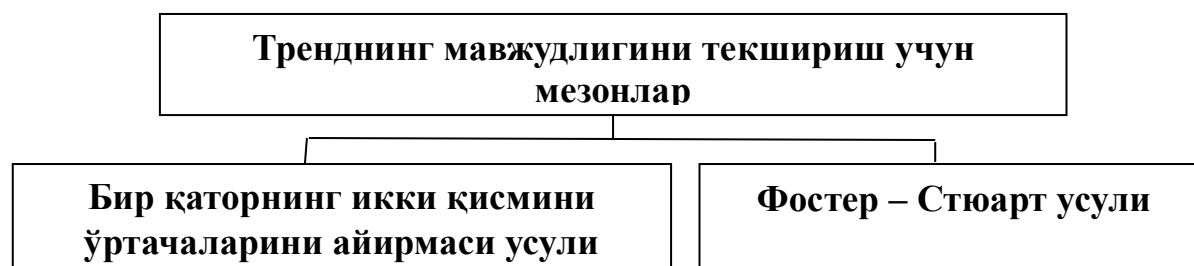 Тренднинг мавжудлигини текшириш учун
мезонлар
Бир қаторнинг икки қисмини
ўртачаларини айирмаси усули
Фостер – Стюарт усули